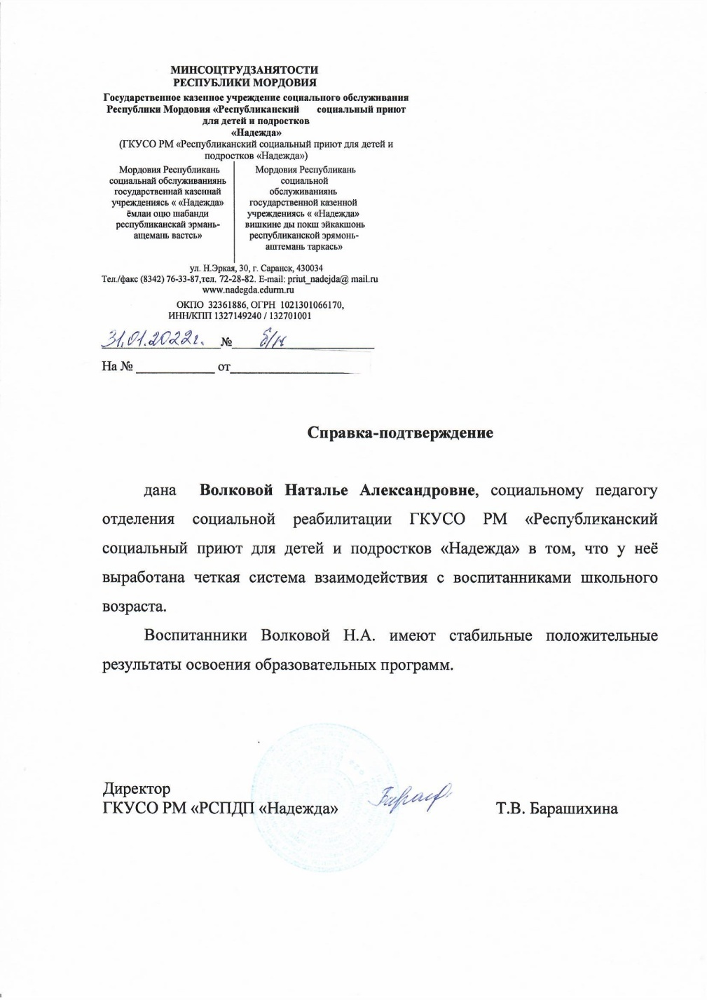 МИНСОЦТРУДЗАНЯТОСТИ
РЕСПУБЛИКИ МОРДОВИЯ
Государственное казенное учреждение социального обслуживания
Республики Мордовия «Республиканский социальный приют
для детей и подростков
«Надежда»
(ГКУСО РМ «Республиканский социальный приют для детей и
подростков «Надежда»)
Мордовия Республикань
социальнай обслуживаниянь
государственнай казеннай
учреждениясь « «Надежда»
ёмлаи оцю шабанди
республиканскай эрмань-
ащемань вастсь»
Мордовия Республикань
социальной
обслуживаниянь
государственной казенной
учреждениясь « «Надежда»
вишкине ды покш эйкакшонь
республиканской эрямонь-
аштемань таркась»
ул. Н.Эркая, 30, г. Саранск, 430034
Тел./факс (8342) 76-33-87,тел. 72-28-82. E-mail: priut_nadejda@ mail.ru
www.nadegda.edurm.ru
ОКПО 32361886, ОГРН 1021301066170,
ИНН/КПП 1327149240 / 132701001
31.01.2022г. № б/н
На № ____________ от____________________
Справка-подтверждение
дана Волковой Наталье Александровне, социальному педагогу
отделения социальной реабилитации ГКУСО РМ «Республиканский
социальный приют для детей и подростков «Надежда» в том, что у неё
выработана четкая система взаимодействия с воспитанниками школьного
возраста.
Воспитанники Волковой Н.А. имеют стабильные положительные
результаты освоения образовательных программ.
Директор
ГКУСО РМ «РСПДП «Надежда» Т.В. Барашихина